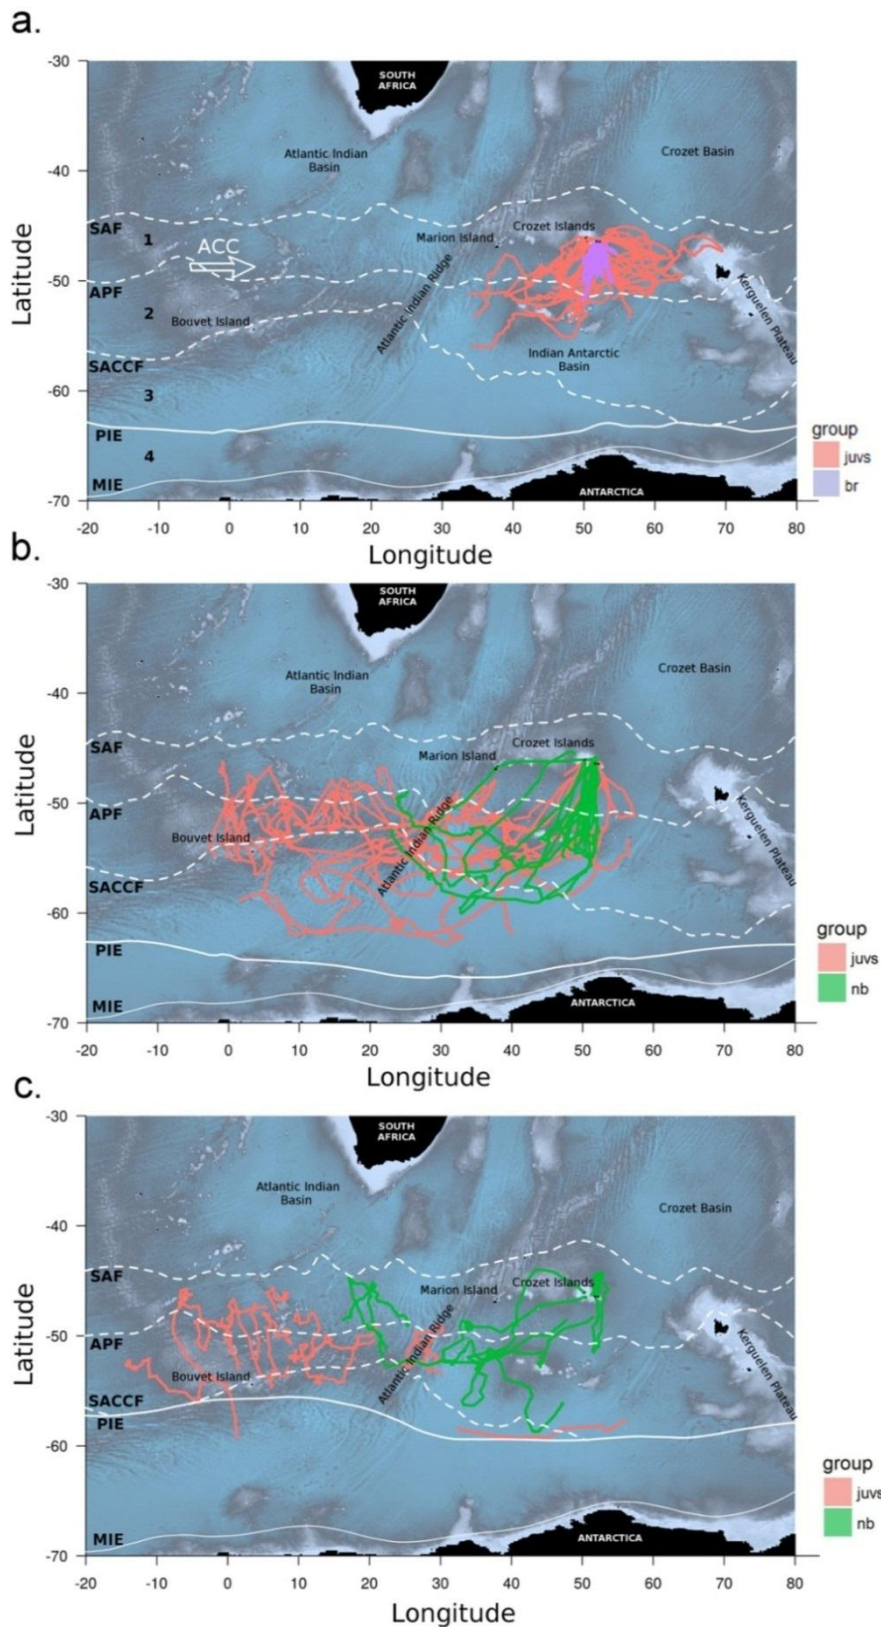 a.
-30
SOUTH
AFRICA
Atlantic Indian
Basin
Crozet Basin
-40
SAF
1
ACC
Marion Island
Crozet Islands
-50
APF
2
Bouvet Island
Atlantic Indian Ridge
Kerguelen Plateau
Indian Antarctic
Basin
SACCF
-60
3
PIE
4
MIE
-70
ANTARCTICA
Latitude
-20 -10 0 10 20 30 40 50 60 70 80
Longitude
group
juvs
br
b.
-30
SOUTH
AFRICA
Atlantic Indian
Basin
Crozet Basin
-40
SAF
Marion Island
Crozet Islands
-50
APF
Bouvet Island
Atlantic Indian Ridge
Kerguelen Plateau
SACCF
-60
PIE
MIE
-70
ANTARCTICA
Latitude
-20 -10 0 10 20 30 40 50 60 70 80
Longitude
group
juvs
nb
c.
-30
SOUTH
AFRICA
Atlantic Indian
Basin
Crozet Basin
-40
SAF
Marion Island
Crozet Islands
-50
APF
Bouvet Island
Atlantic Indian Ridge
Kerguelen Plateau
SACCF
PIE
-60
MIE
-70
ANTARCTICA
Latitude
-20 -10 0 10 20 30 40 50 60 70 80
Longitude
group
juvs
nb